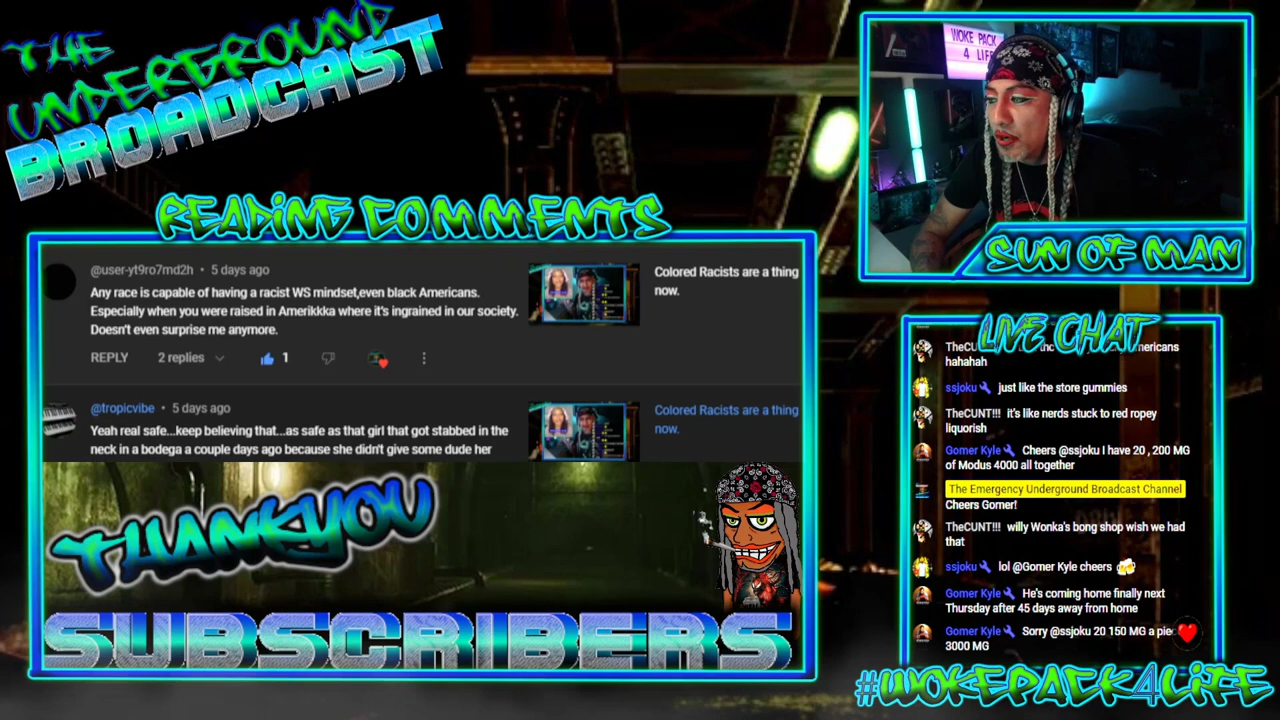 THE
UNDERGROUND
BROADCAST
WOKE PACK
4 LIFE
SUN OF MAN
READING COMMENTS
@user-yt9ro7md2h • 5 days ago
Any race is capable of having a racist WS mindset,even black Americans.
Especially when you were raised in Amerikkka where it's ingrained in our society.
Doesn't even surprise me anymore.
REPLY 2 replies 1
Colored Racists are a thing
now.
@tropicvibe • 5 days ago
Yeah real safe...keep believing that...as safe as that girl that got stabbed in the
neck in a bodega a couple days ago because she didn't give some dude her
Colored Racists are a thing
now.
THANKYOU
SUBSCRIBERS
LIVE CHAT
hahahah
ssjoku just like the store gummies
TheCUNT!!! it's like nerds stuck to red ropey
liquorish
Gomer Kyle Cheers @ssjoku I have 20 , 200 MG
of Modus 4000 all together
The Emergency Underground Broadcast Channel
Cheers Gomer!
TheCUNT!!! willy Wonka's bong shop wish we had
that
ssjoku lol @Gomer Kyle cheers 🍻
Gomer Kyle He's coming home finally next
Thursday after 45 days away from home
Gomer Kyle Sorry @ssjoku 20 150 MG a
3000 MG
#WOKEPACK4LIFE